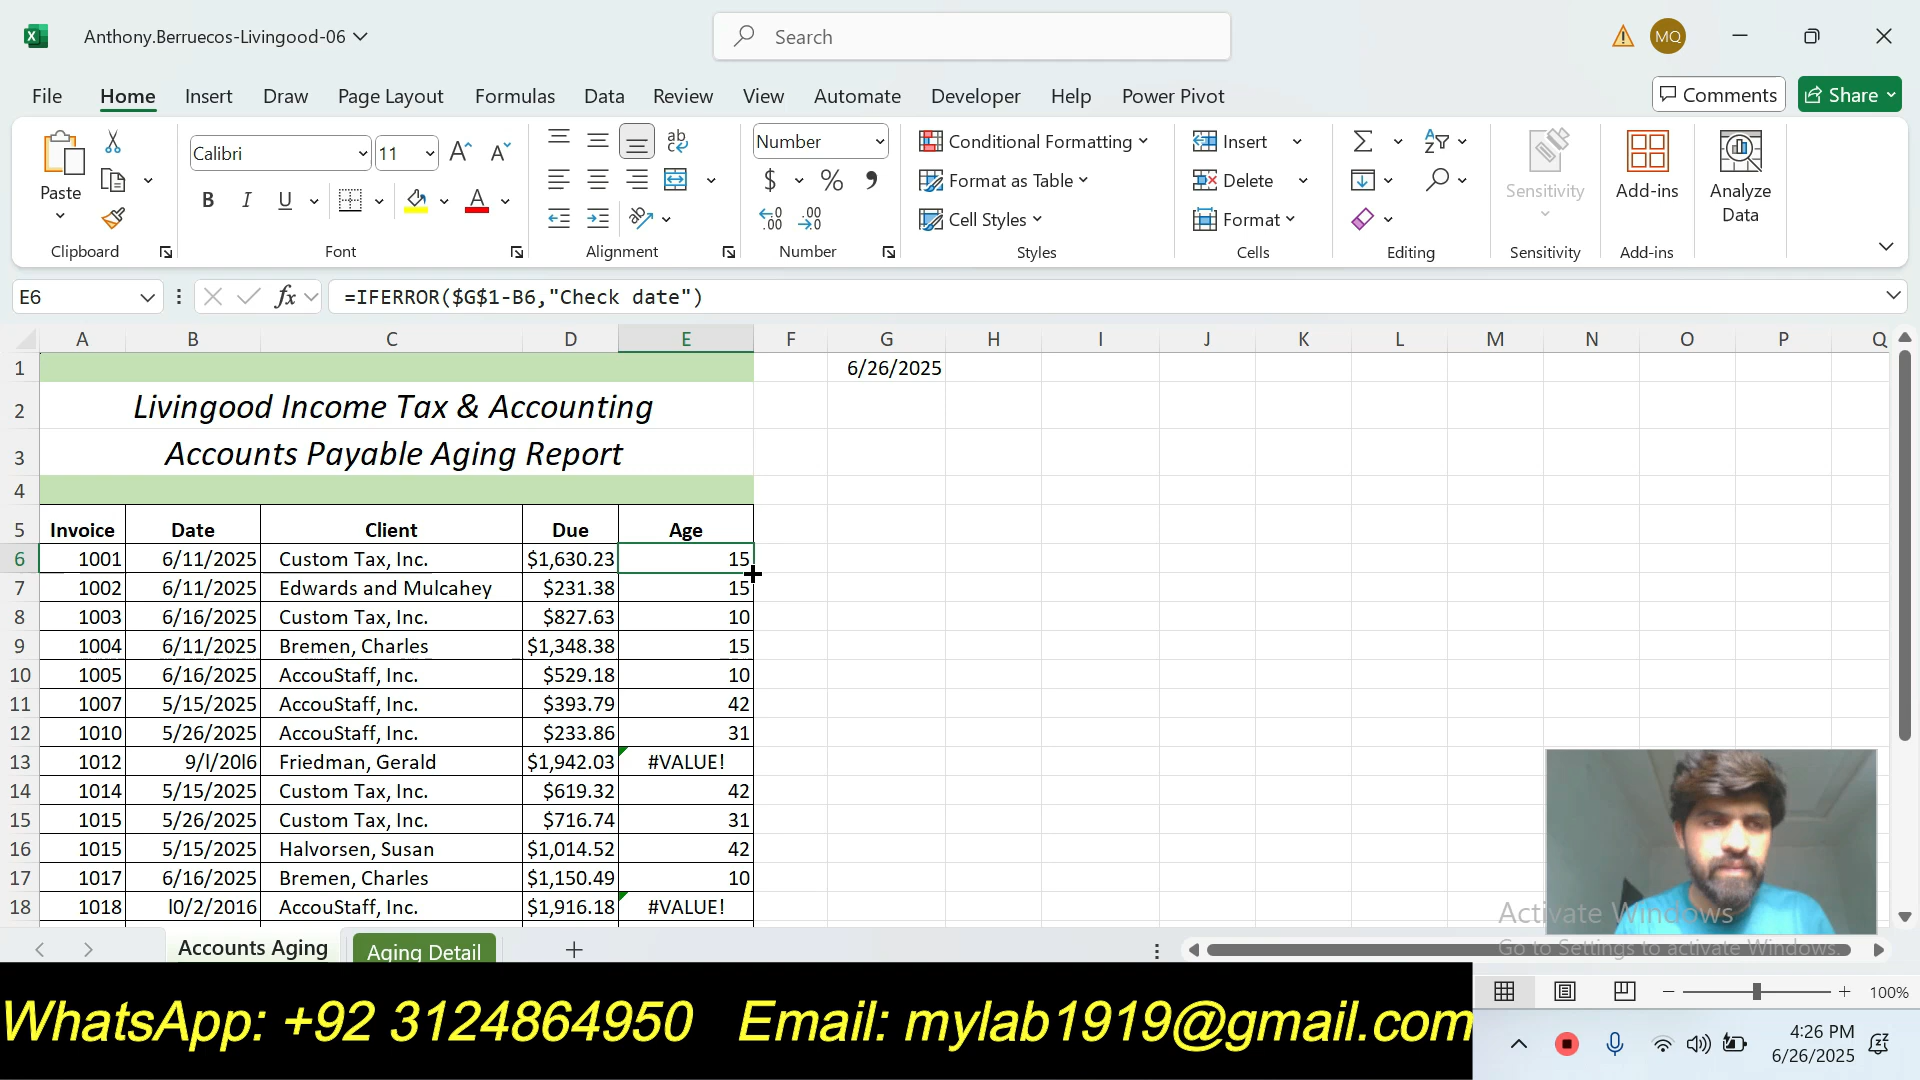 Anthony.Berruecos-Livingood-06
Search
MQ
File Home Insert Draw Page Layout Formulas Data Review View Automate Developer Help Power Pivot
Comments Share
Paste
Clipboard
Calibri 11
B I U A
Font
ab
Alignment
Number
$ % 9
.00 .00
Number
Conditional Formatting
Format as Table
Cell Styles
Styles
Insert
Delete
Format
Cells
Editing
Sensitivity
Sensitivity
Add-ins
Add-ins
Analyze
Data
E6 fx =IFERROR($G$1-B6,"Check date")
A B C D E F G H I J K L M N O P Q
1 6/26/2025
2 Livingood Income Tax & Accounting
3 Accounts Payable Aging Report
4
5 Invoice Date Client Due Age
6 1001 6/11/2025 Custom Tax, Inc. $1,630.23 15
7 1002 6/11/2025 Edwards and Mulcahey $231.38 15
8 1003 6/16/2025 Custom Tax, Inc. $827.63 10
9 1004 6/11/2025 Bremen, Charles $1,348.38 15
10 1005 6/16/2025 AccouStaff, Inc. $529.18 10
11 1007 5/15/2025 AccouStaff, Inc. $393.79 42
12 1010 5/26/2025 AccouStaff, Inc. $233.86 31
13 1012 9/l/20l6 Friedman, Gerald $1,942.03 #VALUE!
14 1014 5/15/2025 Custom Tax, Inc. $619.32 42
15 1015 5/26/2025 Custom Tax, Inc. $716.74 31
16 1015 5/15/2025 Halvorsen, Susan $1,014.52 42
17 1017 6/16/2025 Bremen, Charles $1,150.49 10
18 1018 l0/2/2016 AccouStaff, Inc. $1,916.18 #VALUE!
Activate Windows
Go to Settings to activate Windows.
Accounts Aging Aging Detail
100%
WhatsApp: +92 3124864950 Email: mylab1919@gmail.com
4:26 PM
6/26/2025